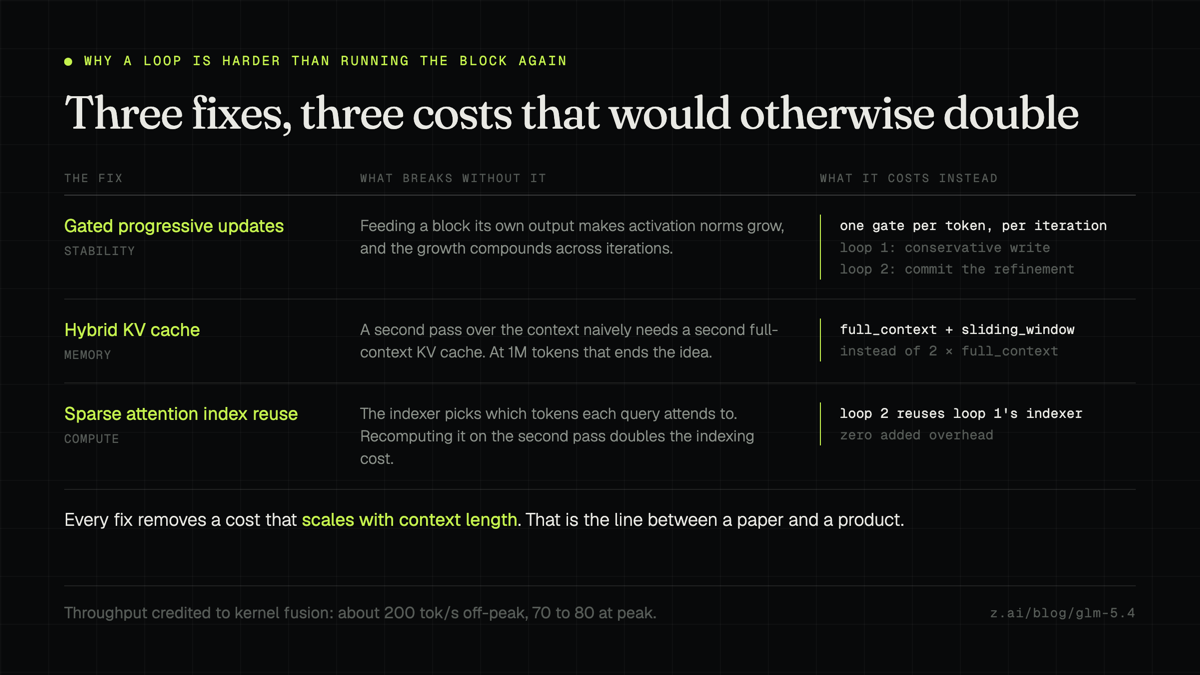 WHY A LOOP IS HARDER THAN RUNNING THE BLOCK AGAIN
Three fixes, three costs that would otherwise double
THE FIX
WHAT BREAKS WITHOUT IT
WHAT IT COSTS INSTEAD
Gated progressive updates
STABILITY
Feeding a block its own output makes activation norms grow,
and the growth compounds across iterations.
one gate per token, per iteration
loop 1: conservative write
loop 2: commit the refinement
Hybrid KV cache
MEMORY
A second pass over the context naively needs a second full-
context KV cache. At 1M tokens that ends the idea.
full_context + sliding_window
instead of 2 × full_context
Sparse attention index reuse
COMPUTE
The indexer picks which tokens each query attends to.
Recomputing it on the second pass doubles the indexing
cost.
loop 2 reuses loop 1's indexer
zero added overhead
Every fix removes a cost that scales with context length. That is the line between a paper and a product.
Throughput credited to kernel fusion: about 200 tok/s off-peak, 70 to 80 at peak.
z.ai/blog/glm-5.4